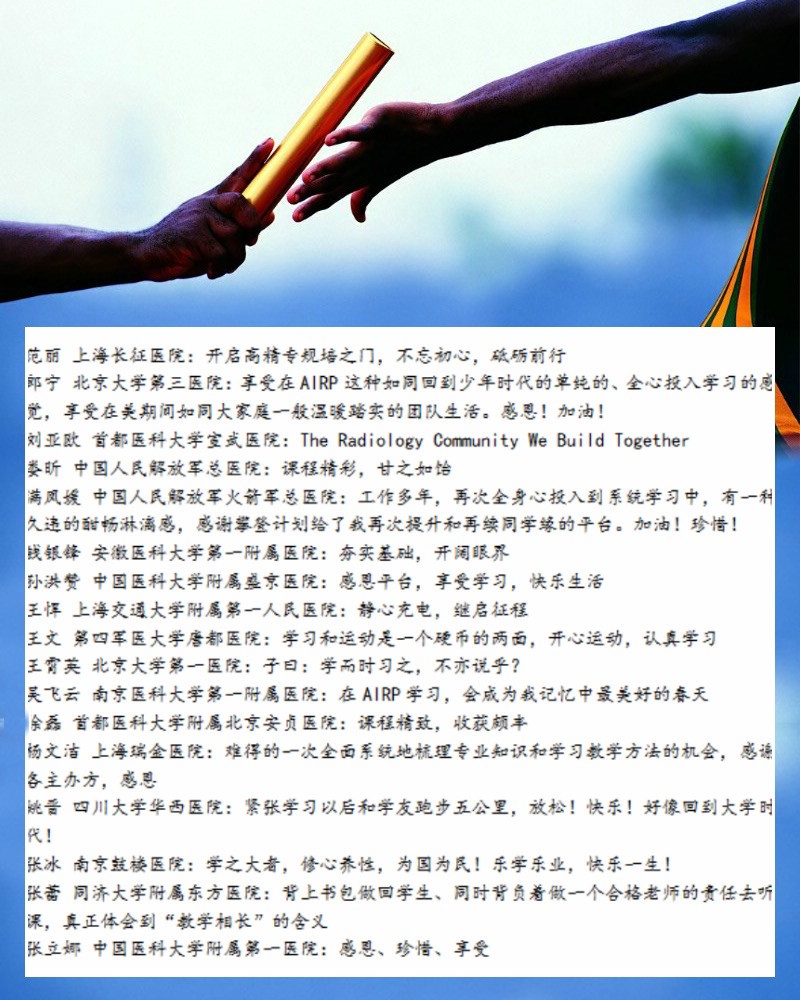 范丽 上海长征医院：开启高精专规培之门，不忘初心，砥砺前行
郎宁 北京大学第三医院：享受在 AIRP 这种如同回到少年时代的单纯的、全心投入学习的感
觉，享受在美期间如同大家庭一般温暖踏实的团队生活。感恩！加油！
刘亚欧 首都医科大学宣武医院：The Radiology Community We Build Together
娄昕 中国人民解放军总医院：课程精彩，甘之如饴
满凤媛 中国人民解放军火箭军总医院：工作多年，再次全身心投入到系统学习中，有一种
久违的酣畅淋漓感，感谢攀登计划给了我再次提升和再续同学缘的平台。加油！珍惜！
钱银锋 安徽医科大学第一附属医院：夯实基础，开阔眼界
孙洪赞 中国医科大学附属盛京医院：感恩平台，享受学习，快乐生活
王悍 上海交通大学附属第一人民医院：静心充电，继启征程
王文 第四军医大学唐都医院：学习和运动是一个硬币的两面，开心运动，认真学习
王霄英 北京大学第一医院：子曰：学而时习之，不亦说乎？
吴飞云 南京医科大学第一附属医院：在 AIRP 学习，会成为我记忆中最美好的春天
徐磊 首都医科大学附属北京安贞医院：课程精致，收获颇丰
杨文洁 上海瑞金医院：难得的一次全面系统地梳理专业知识和学习教学方法的机会，感谢
各主办方，感恩
姚晋 四川大学华西医院：紧张学习以后和学友跑步五公里，放松！快乐！好像回到大学时
代！
张冰 南京鼓楼医院：学之大者，修心养性，为国为民！乐学乐业，快乐一生！
张蕾 同济大学附属东方医院：背上书包做回学生、同时背负着做一个合格老师的责任去听
课，真正体会到“教学相长”的含义
张立娜 中国医科大学附属第一医院：感恩、珍惜、享受